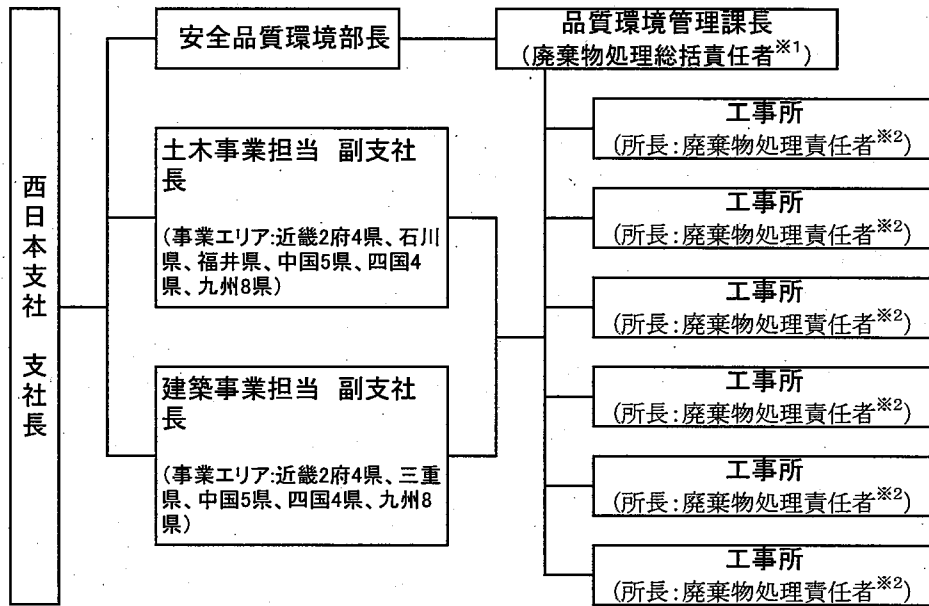 西日本支社 支社長
安全品質環境部長
品質環境管理課長
(廃棄物処理総括責任者※1)
土木事業担当 副支社
長
(事業エリア:近畿2府4県、石川
県、福井県、中国5県、四国4
県、九州8県)
建築事業担当 副支社
長
(事業エリア:近畿2府4県、三重
県、中国5県、四国4県、九州8
県)
工事所
(所長:廃棄物処理責任者※2)
工事所
(所長:廃棄物処理責任者※2)
工事所
(所長:廃棄物処理責任者※2)
工事所
(所長:廃棄物処理責任者※2)
工事所
(所長:廃棄物処理責任者※2)
工事所
(所長:廃棄物処理責任者※2)